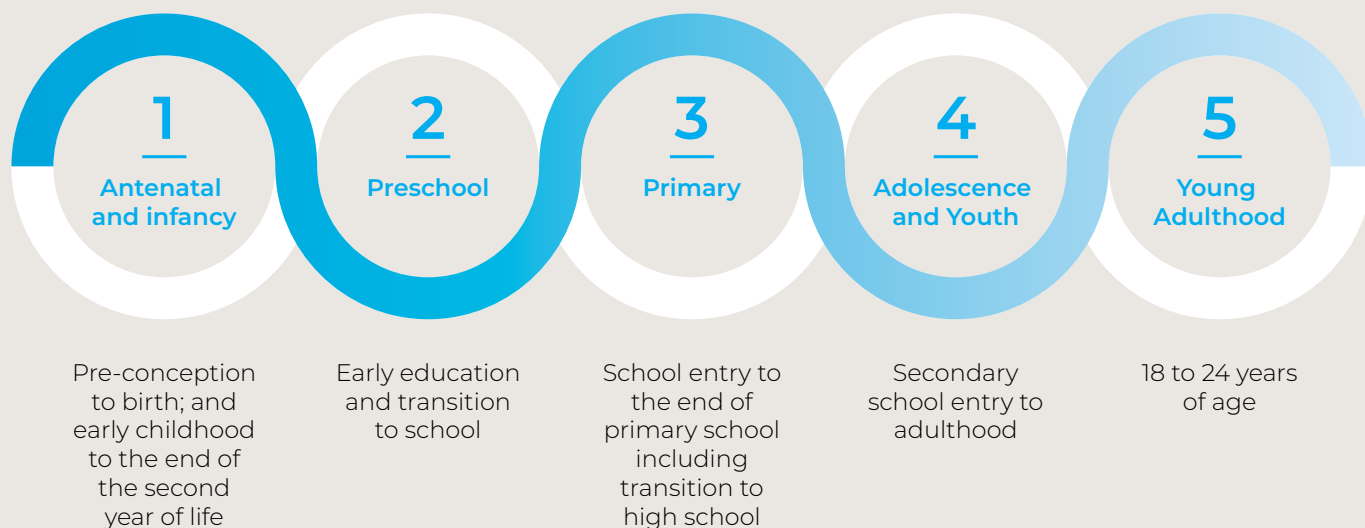 1
Antenatal
and infancy
Pre-conception
to birth; and
early childhood
to the end of
the second
year of life
2
Preschool
Early education
and transition
to school
3
Primary
School entry to
the end of
primary school
including
transition to
high school
4
Adolescence
and Youth
Secondary
school entry to
adulthood
5
Young
Adulthood
18 to 24 years
of age